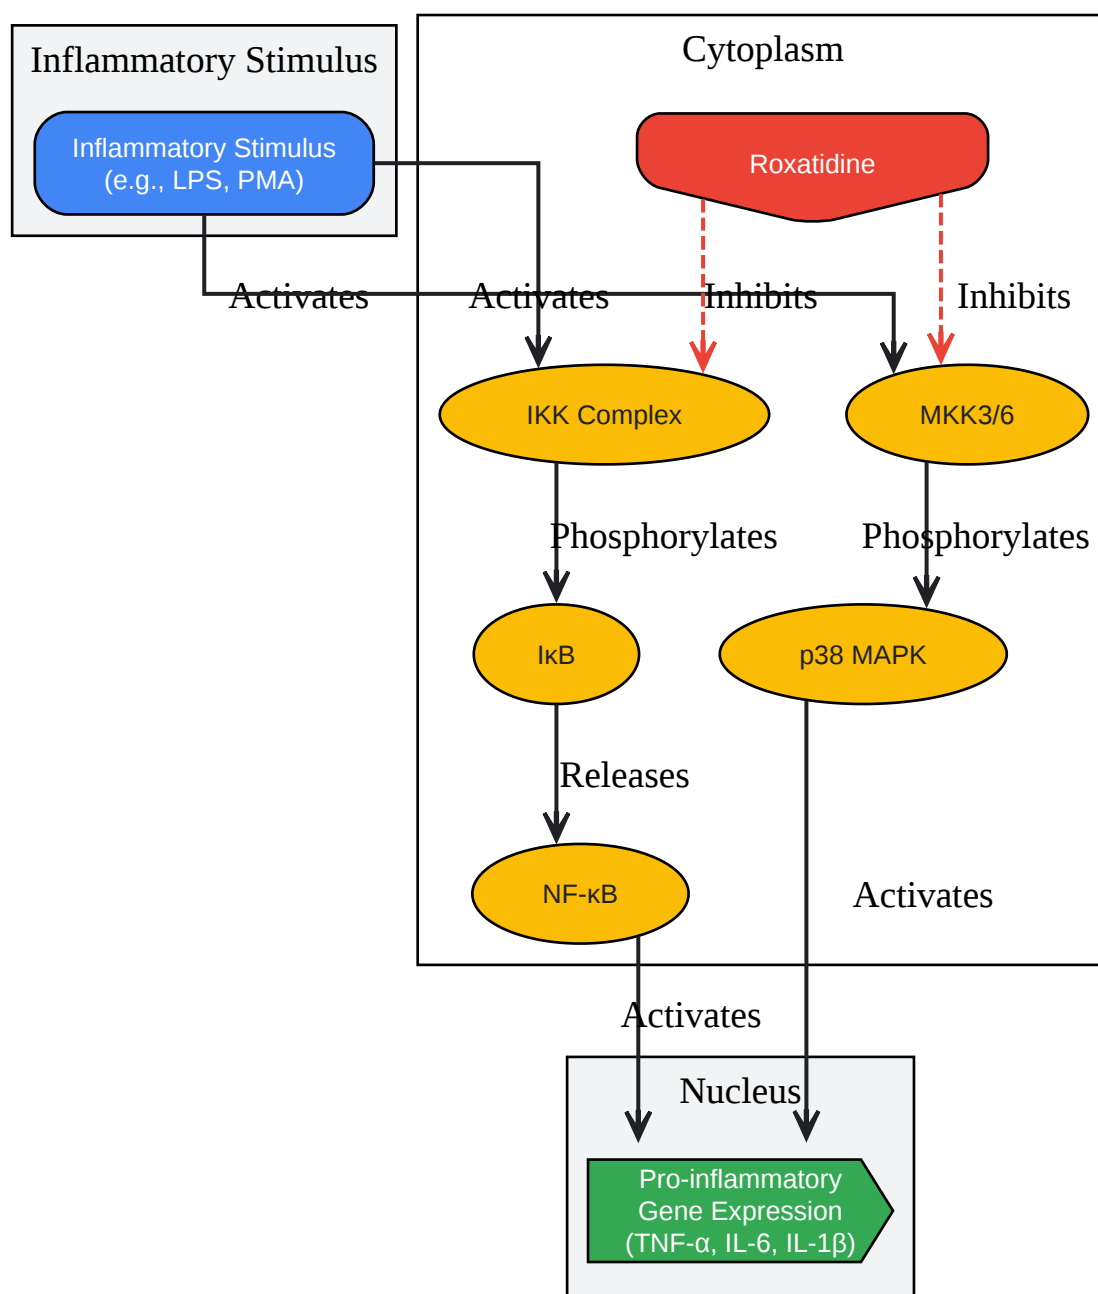 Inflammatory Stimulus
Cytoplasm
Inflammatory Stimulus
(e.g., LPS, PMA)
Roxatidine
Activates
Activates
Inhibits
Inhibits
IKK Complex
MKK3/6
Phosphorylates
Phosphorylates
IκB
p38 MAPK
Releases
NF-κB
Activates
Activates
Nucleus
Pro-inflammatory
Gene Expression
(TNF-α, IL-6, IL-1β)